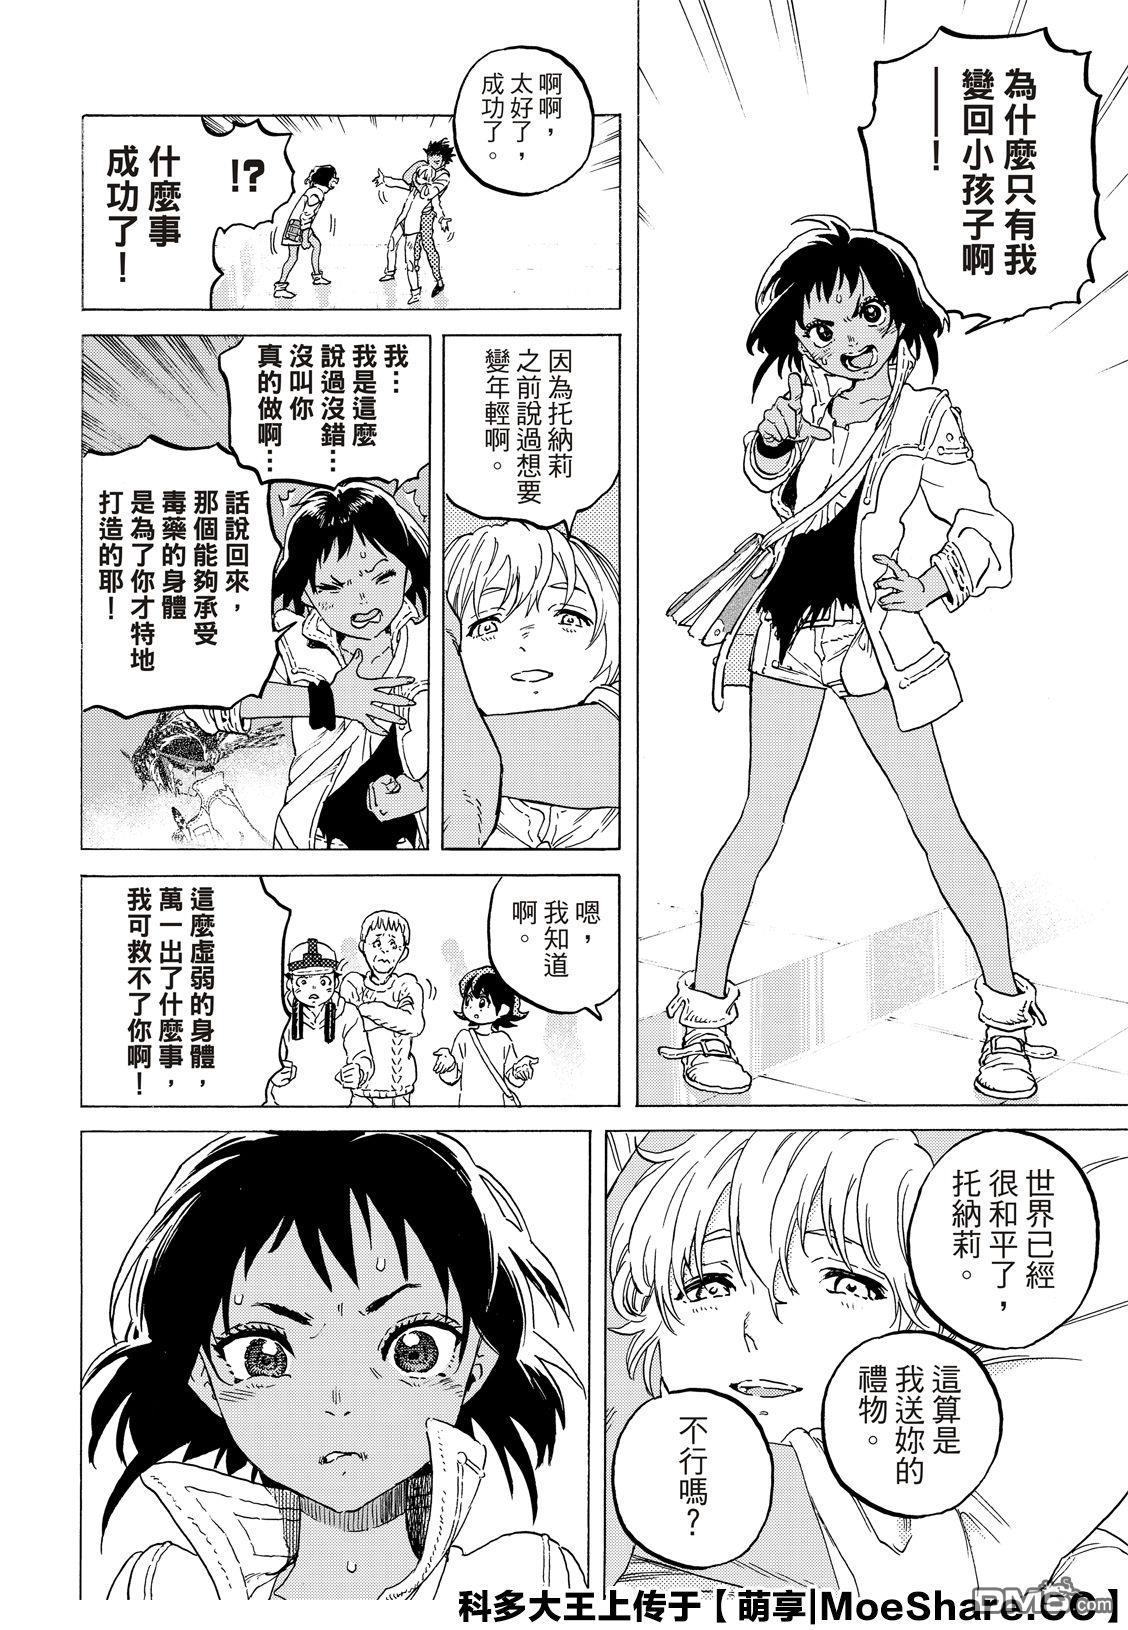 為什麼只有我
變回小孩子啊
——！
啊啊，
太好了，
成功了。
!?
什麼事
成功了！
因為托納莉
之前說過想要
變年輕啊。
我…
我是這麼
說過沒錯…
沒叫你
真的做啊…
話說回來，
那個能夠承受
毒藥的身體
是為了你才特地
打造的耶！
嗯，
我知道
啊。
這麼虛弱的身體，
萬一出了什麼事，
我可救不了你啊！
世界已經
很和平了，
托納莉。
這算是
我送妳的
禮物。
不行嗎？
科多大王上传于【萌享|MoeShare.CC】